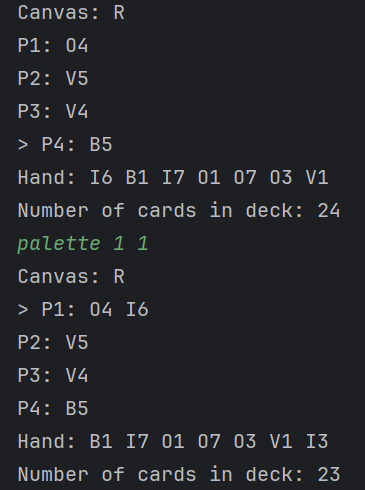 Canvas: R
P1: O4
P2: V5
P3: V4
> P4: B5
Hand: I6 B1 I7 O1 O7 O3 V1
Number of cards in deck: 24
palette 1 1
Canvas: R
> P1: O4 I6
P2: V5
P3: V4
P4: B5
Hand: B1 I7 O1 O7 O3 V1 I3
Number of cards in deck: 23